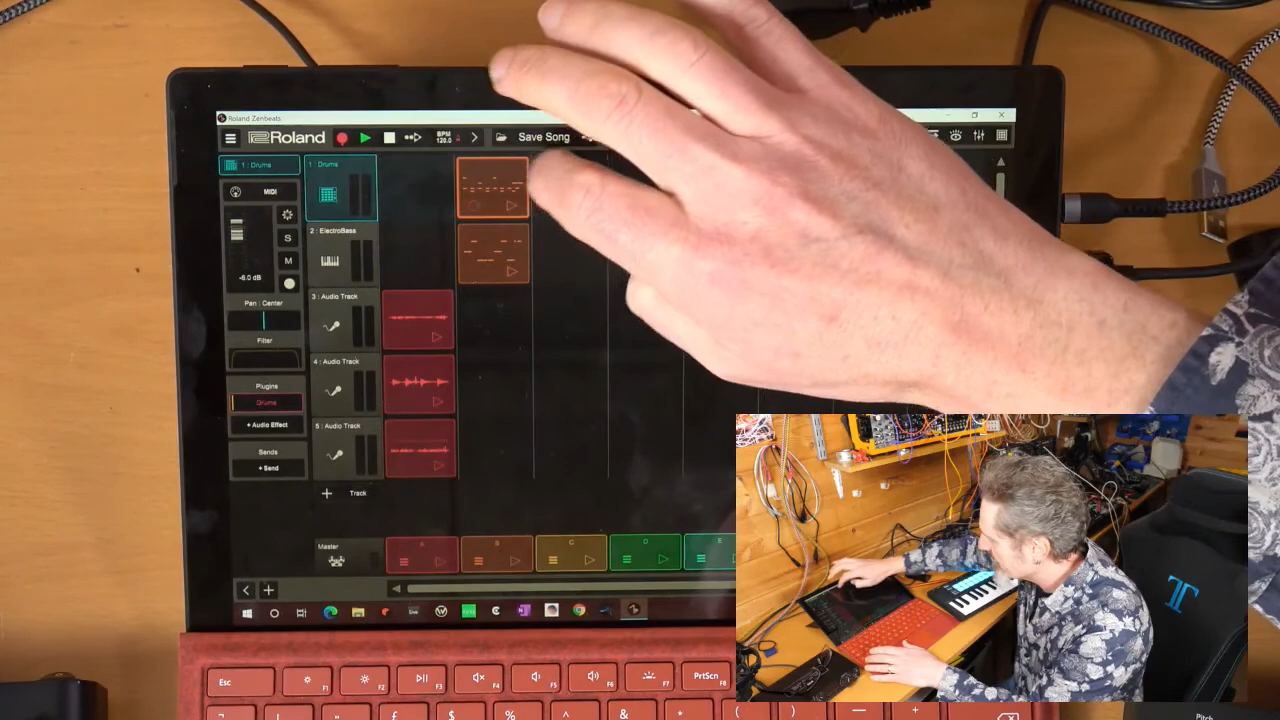 Roland Zenbeats
Roland
BPM
120.0
Save Song
1 : Drums
1 : Drums
MIDI
S
M
-6.0 dB
Pan : Center
Filter
Plugins
Drums
+ Audio Effect
Sends
+ Send
2 : ElectroBass
3 : Audio Track
4 : Audio Track
5 : Audio Track
+ Track
Master
A
B
C
D
E
Esc
F1
F2
F3
F4
F5
F6
F7
PrtScn
F8
£
$
%
^
&
*
(
)
Pitch